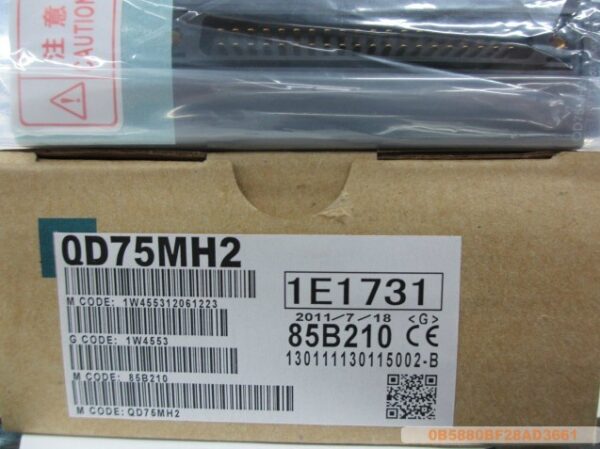 注意
CAUTION
QD75MH2
M CODE: 1W455312061223
G CODE: 1W4553
M CODE: 85B210
M CODE: QD75MH2
1E1731
2011/7/18 <G>
85B210 CE
130111130115002-B
0B5880BF28AD3661